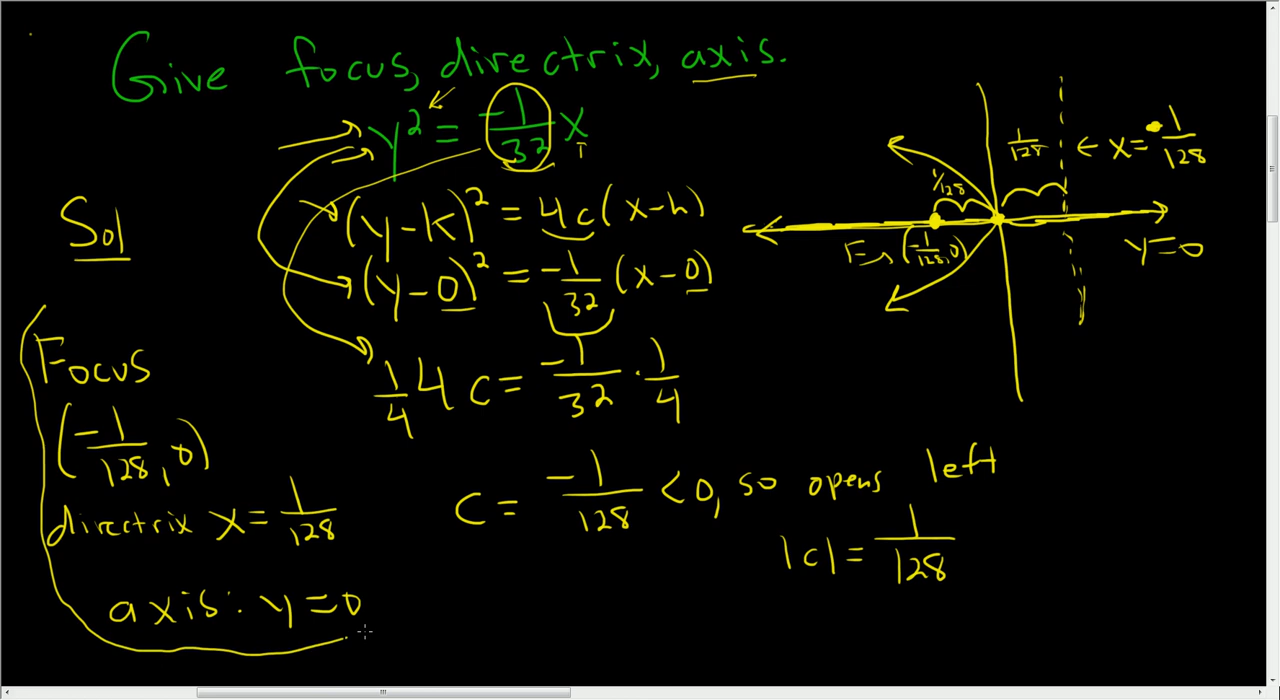 Give focus, directrix, axis.
y² = -1/32 x
Sol
(y-k)² = 4c(x-h)
(y-0)² = -1/32 (x-0)
1/4 4c = -1/32 · 1/4
c = -1/128 < 0, so opens left
|c| = 1/128
Focus
(-1/128, 0)
directrix x = 1/128
axis: y = 0
1/128 ← x = 1/128
1/128
F → (-1/128, 0)
y = 0